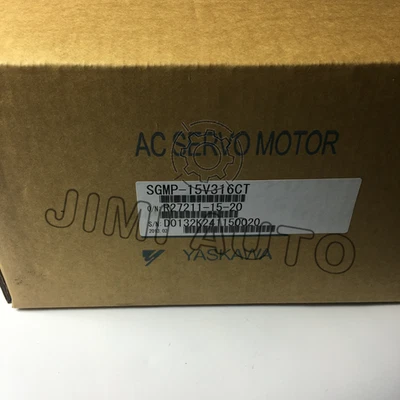 AC SERVO MOTOR
SGMP-15V316CT
O/N R27211-15-20
S/N D0132K241150020
JIMI AUTO
YASKAWA